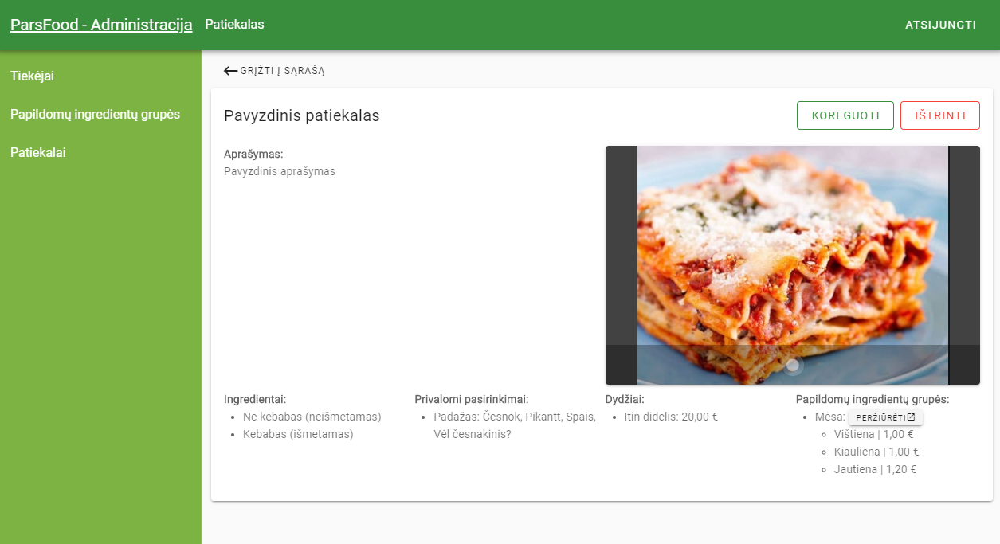 ParsFood - Administracija
Patiekalas
ATSIJUNGTI
Tiekėjai
Papildomų ingredientų grupės
Patiekalai
GRĮŽTI Į SĄRAŠĄ
Pavyzdinis patiekalas
KOREGUOTI
IŠTRINTI
Aprašymas:
Pavyzdinis aprašymas
Ingredientai:
Ne kebabas (neišmetamas)
Kebabas (išmetamas)
Privalomi pasirinkimai:
Padažas: Česnok, Pikantt, Spais,
Vėl česnakinis?
Dydžiai:
Itin didelis: 20,00 €
Papildomų ingredientų grupės:
Mėsa: PERŽIŪRĖTI
Vištiena | 1,00 €
Kiauliena | 1,00 €
Jautiena | 1,20 €